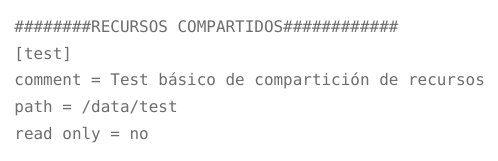 ########RECURSOS COMPARTIDOS############
[test]
comment = Test básico de compartición de recursos
path = /data/test
read only = no